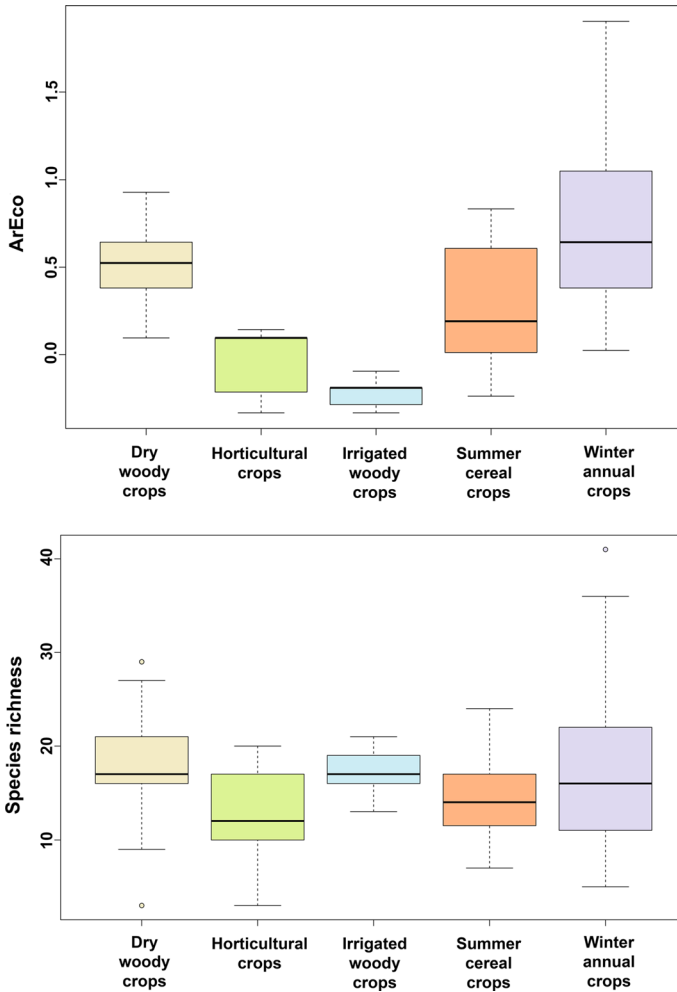 ArEco
1.5
1.0
0.5
0.0
Dry
woody
crops
Horticultural
crops
Irrigated
woody
crops
Summer
cereal
crops
Winter
annual
crops
Species richness
40
30
20
10
Dry
woody
crops
Horticultural
crops
Irrigated
woody
crops
Summer
cereal
crops
Winter
annual
crops